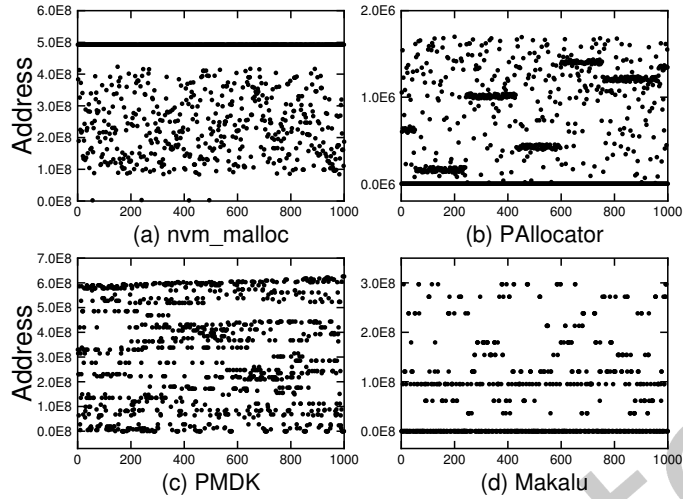 Address
6.0E8
5.0E8
4.0E8
3.0E8
2.0E8
1.0E8
0.0E8
0 200 400 600 800 1000
(a) nvm_malloc
2.0E6
1.0E6
0.0E6
0 200 400 600 800 1000
(b) PAllocator
Address
7.0E8
6.0E8
5.0E8
4.0E8
3.0E8
2.0E8
1.0E8
0.0E8
0 200 400 600 800 1000
(c) PMDK
3.0E8
2.0E8
1.0E8
0.0E8
0 200 400 600 800 1000
(d) Makalu